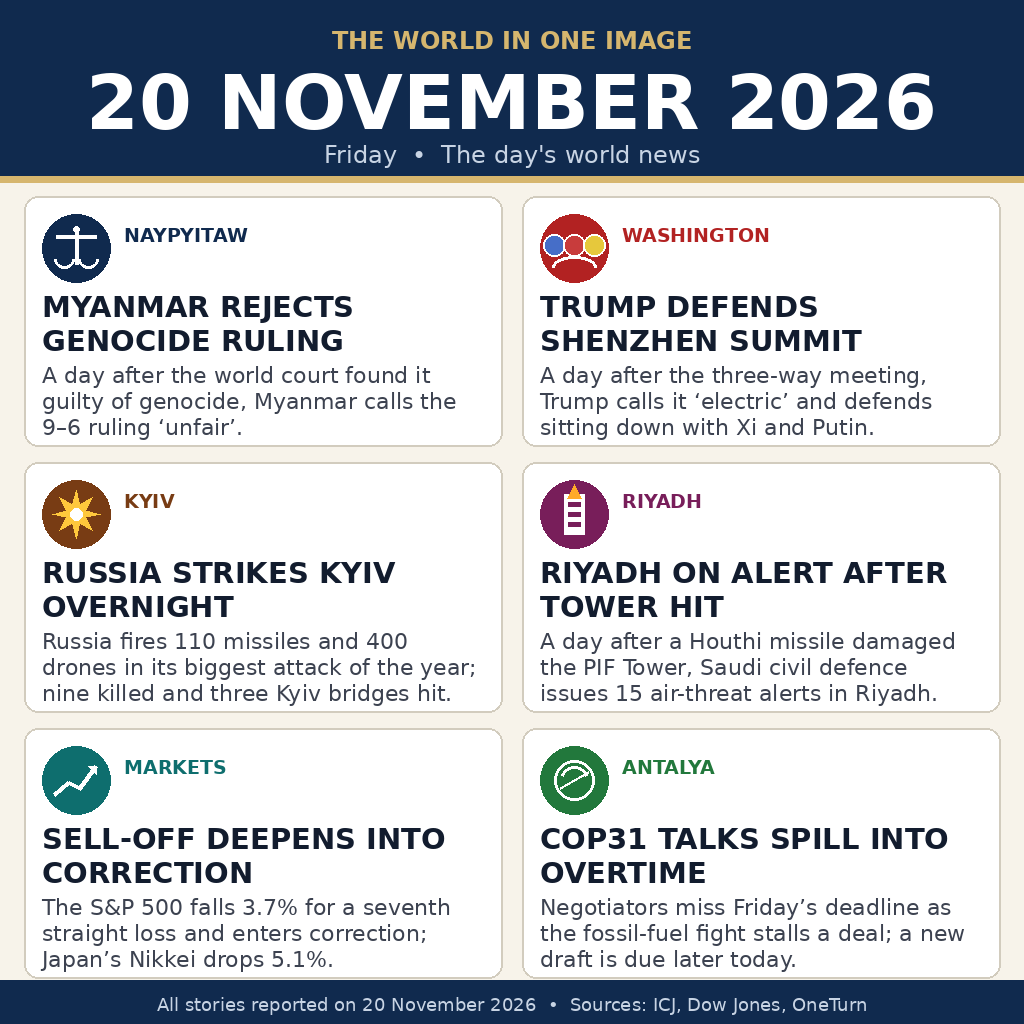 THE WORLD IN ONE IMAGE
20 NOVEMBER 2026
Friday • The day's world news
NAYPYITAW
MYANMAR REJECTS
GENOCIDE RULING
A day after the world court found it
guilty of genocide, Myanmar calls the
9–6 ruling ‘unfair’.
WASHINGTON
TRUMP DEFENDS
SHENZHEN SUMMIT
A day after the three-way meeting,
Trump calls it ‘electric’ and defends
sitting down with Xi and Putin.
KYIV
RUSSIA STRIKES KYIV
OVERNIGHT
Russia fires 110 missiles and 400
drones in its biggest attack of the year;
nine killed and three Kyiv bridges hit.
RIYADH
RIYADH ON ALERT AFTER
TOWER HIT
A day after a Houthi missile damaged
the PIF Tower, Saudi civil defence
issues 15 air-threat alerts in Riyadh.
MARKETS
SELL-OFF DEEPENS INTO
CORRECTION
The S&P 500 falls 3.7% for a seventh
straight loss and enters correction;
Japan’s Nikkei drops 5.1%.
ANTALYA
COP31 TALKS SPILL INTO
OVERTIME
Negotiators miss Friday’s deadline as
the fossil-fuel fight stalls a deal; a new
draft is due later today.
All stories reported on 20 November 2026 • Sources: ICJ, Dow Jones, OneTurn